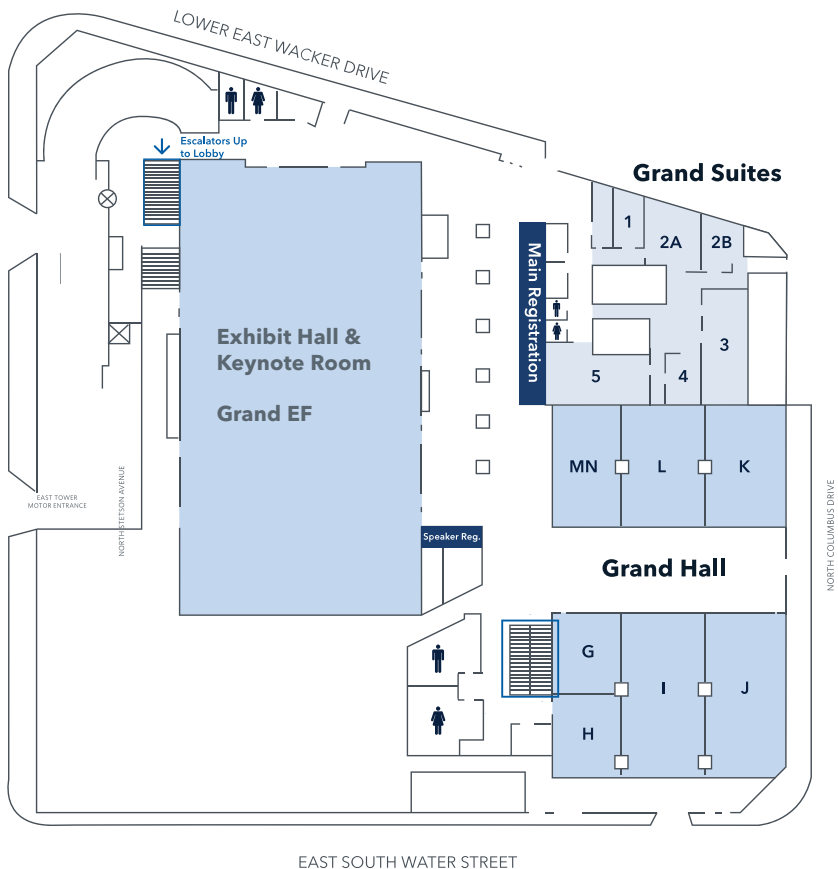 LOWER EAST WACKER DRIVE
Escalators Up
to Lobby
Grand Suites
1
2A
2B
Main Registration
3
4
5
Exhibit Hall &
Keynote Room
Grand EF
MN
L
K
EAST TOWER
MOTOR ENTRANCE
NORTH STETSON AVENUE
NORTH COLUMBUS DRIVE
Speaker Reg.
Grand Hall
G
I
J
H
EAST SOUTH WATER STREET